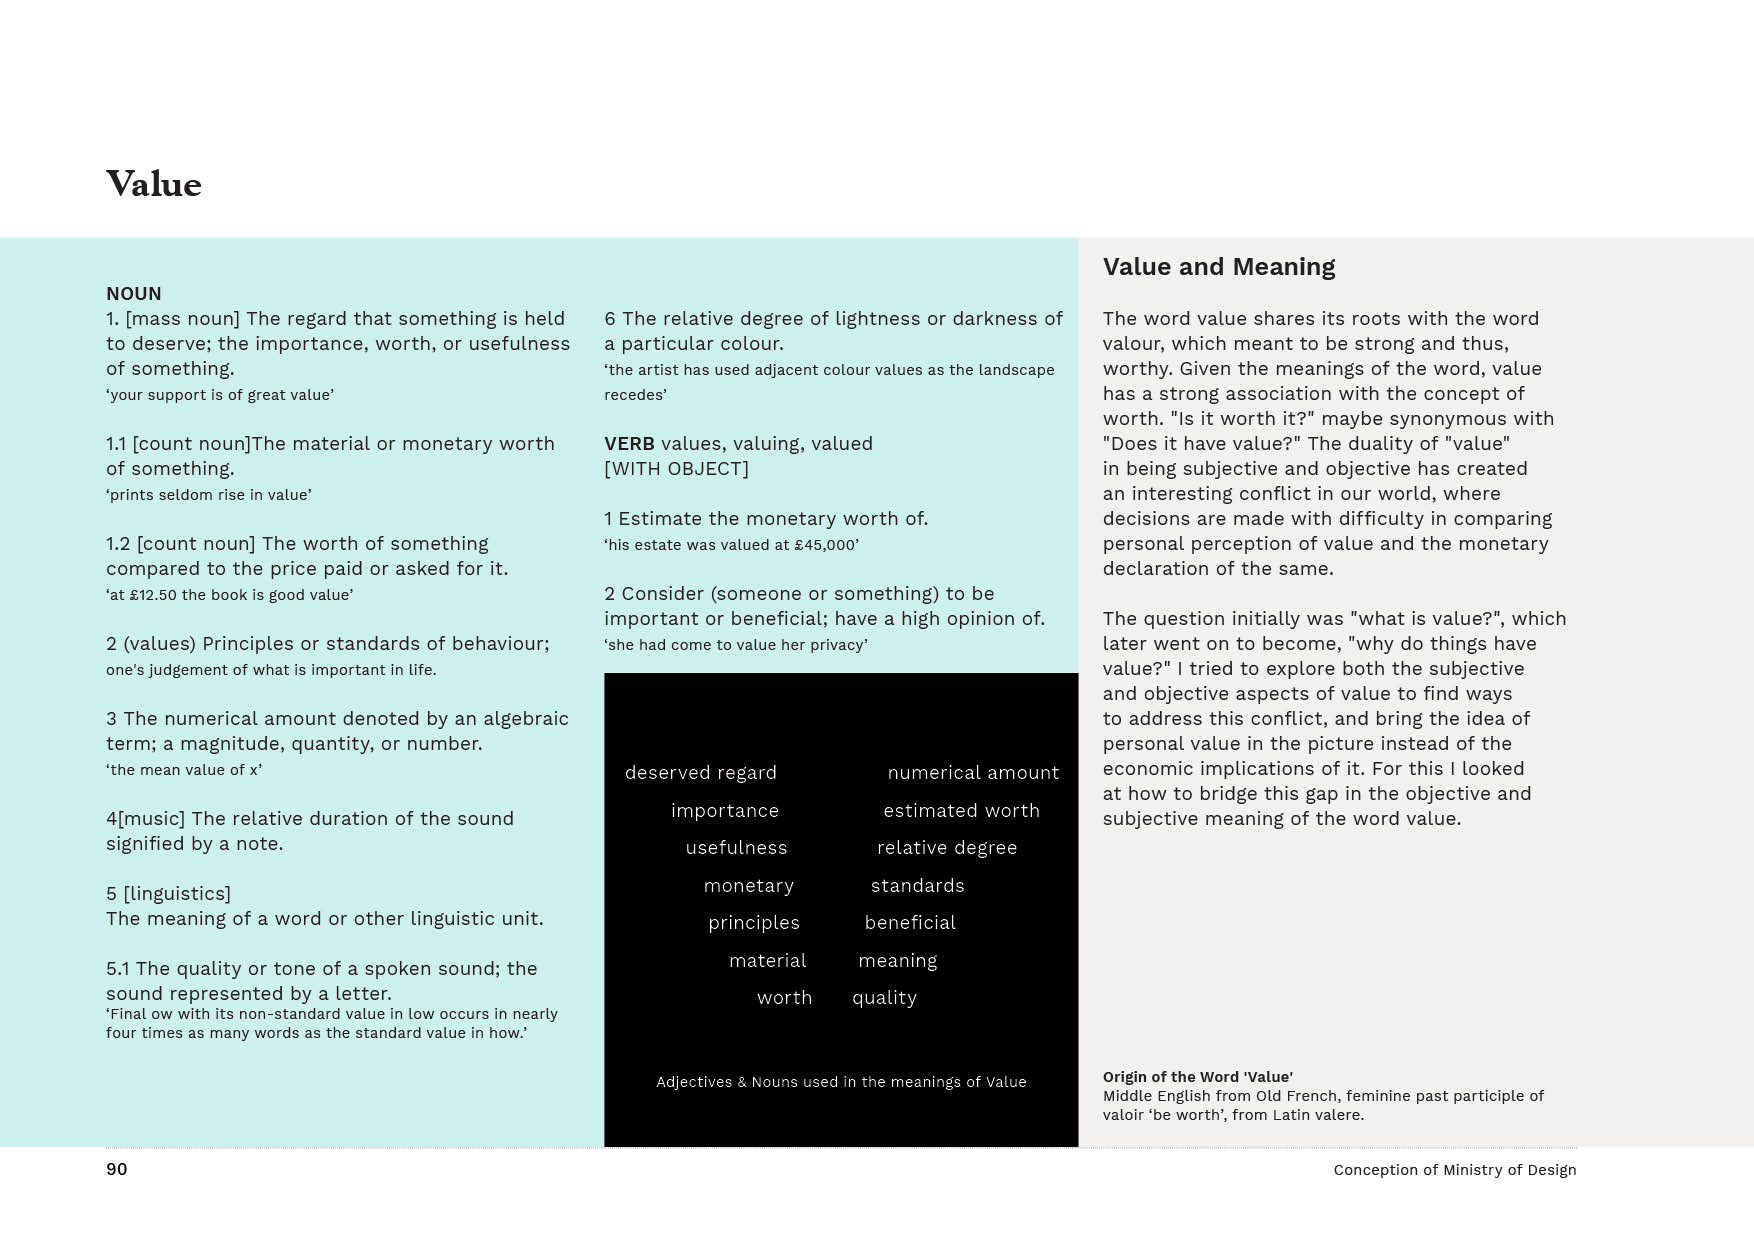 Value
NOUN
1. [mass noun] The regard that something is held
to deserve; the importance, worth, or usefulness
of something.
‘your support is of great value’
1.1 [count noun]The material or monetary worth
of something.
‘prints seldom rise in value’
1.2 [count noun] The worth of something
compared to the price paid or asked for it.
‘at £12.50 the book is good value’
2 (values) Principles or standards of behaviour;
one's judgement of what is important in life.
3 The numerical amount denoted by an algebraic
term; a magnitude, quantity, or number.
‘the mean value of x’
4[music] The relative duration of the sound
signified by a note.
5 [linguistics]
The meaning of a word or other linguistic unit.
5.1 The quality or tone of a spoken sound; the
sound represented by a letter.
‘Final ow with its non-standard value in low occurs in nearly
four times as many words as the standard value in how.’
6 The relative degree of lightness or darkness of
a particular colour.
‘the artist has used adjacent colour values as the landscape
recedes’
VERB values, valuing, valued
[WITH OBJECT]
1 Estimate the monetary worth of.
‘his estate was valued at £45,000’
2 Consider (someone or something) to be
important or beneficial; have a high opinion of.
‘she had come to value her privacy’
deserved regard numerical amount
importance estimated worth
usefulness relative degree
monetary standards
principles beneficial
material meaning
worth quality
Adjectives & Nouns used in the meanings of Value
Value and Meaning
The word value shares its roots with the word
valour, which meant to be strong and thus,
worthy. Given the meanings of the word, value
has a strong association with the concept of
worth. "Is it worth it?" maybe synonymous with
"Does it have value?" The duality of "value"
in being subjective and objective has created
an interesting conflict in our world, where
decisions are made with difficulty in comparing
personal perception of value and the monetary
declaration of the same.
The question initially was "what is value?", which
later went on to become, "why do things have
value?" I tried to explore both the subjective
and objective aspects of value to find ways
to address this conflict, and bring the idea of
personal value in the picture instead of the
economic implications of it. For this I looked
at how to bridge this gap in the objective and
subjective meaning of the word value.
Origin of the Word 'Value'
Middle English from Old French, feminine past participle of
valoir ‘be worth’, from Latin valere.
90
Conception of Ministry of Design